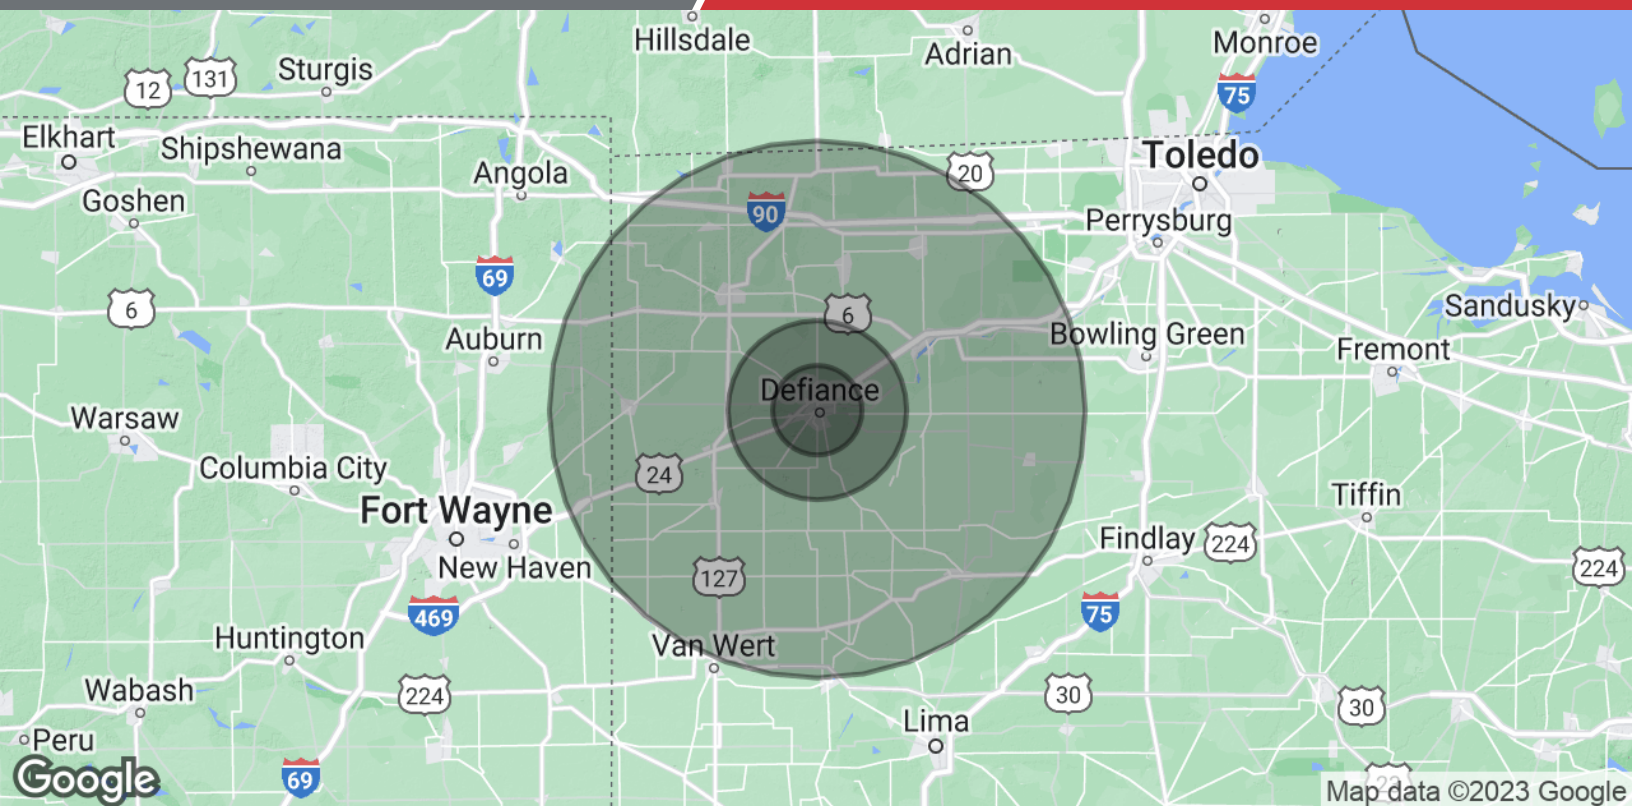 Hillsdale
Adrian
Monroe
Sturgis
12
131
75
Elkhart
Shipshewana
Angola
Toledo
20
Goshen
90
Perrysburg
69
6
6
Sandusky
Auburn
Bowling Green
Fremont
Defiance
Warsaw
Columbia City
24
Tiffin
Fort Wayne
Findlay
224
New Haven
127
224
469
75
Huntington
Van Wert
Wabash
224
30
30
Lima
Peru
Google
69
Map data ©2023 Google